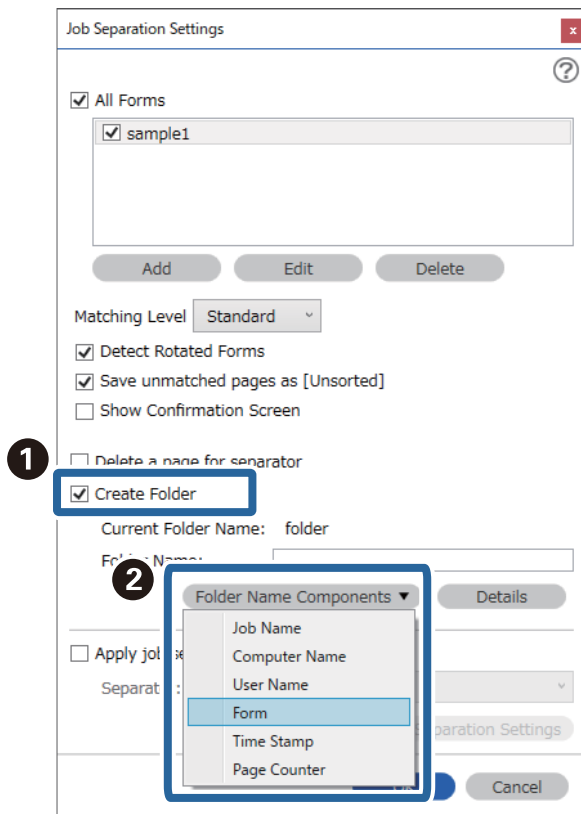 Job Separation Settings x
?
All Forms
sample1
Add Edit Delete
Matching Level Standard
Detect Rotated Forms
Save unmatched pages as [Unsorted]
Show Confirmation Screen
1
Delete a page for separator
Create Folder
Current Folder Name: folder
2
Folder Name Components ▼ Details
Job Name
Computer Name
Apply
User Name
Form
Time Stamp
Page Counter
Settings
Cancel